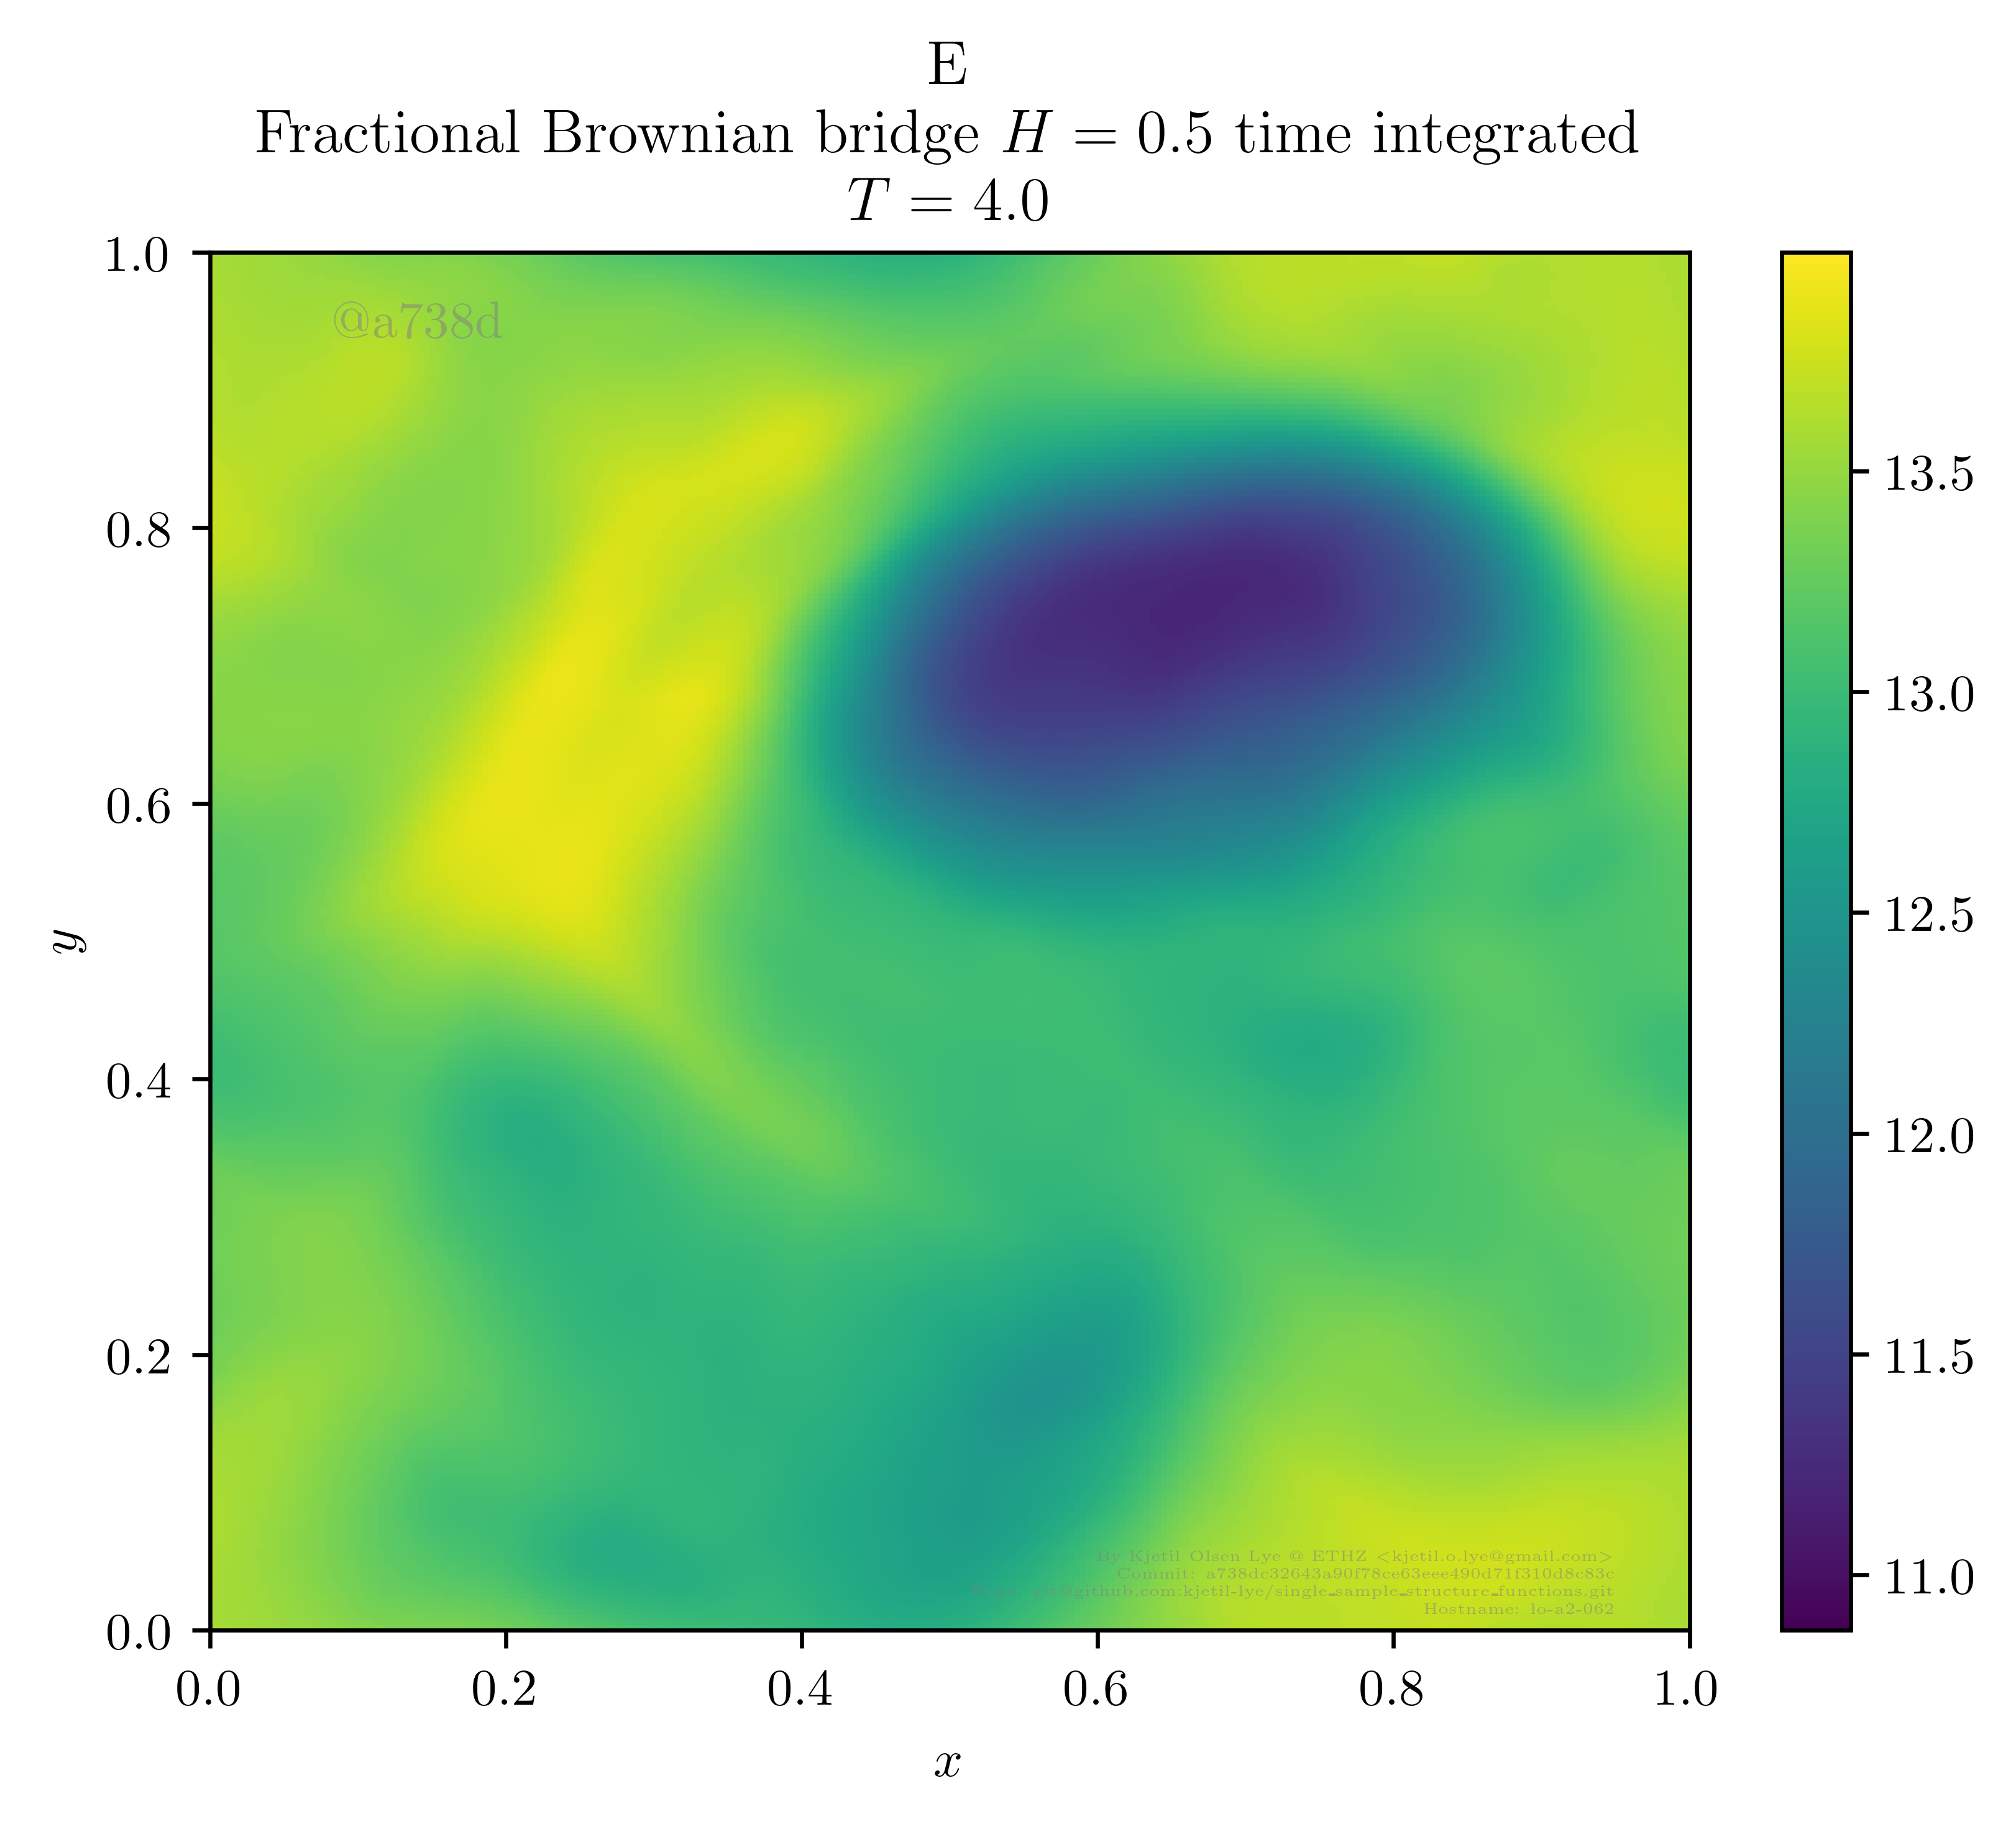 E
Fractional Brownian bridge H = 0.5 time integrated
T = 4.0
@a738d
1.0
0.8
0.6
0.4
0.2
0.0
y
0.0 0.2 0.4 0.6 0.8 1.0
x
13.5
13.0
12.5
12.0
11.5
11.0
By Kjetil Olsen Lye @ ETHZ <kjetil.o.lye@gmail.com>
Commit: a738dc32643a90f78ce63eee490d71f310d8c83c
git@github.com:kjetil-lye/single_sample_structure_functions.git
Hostname: lo-a2-062